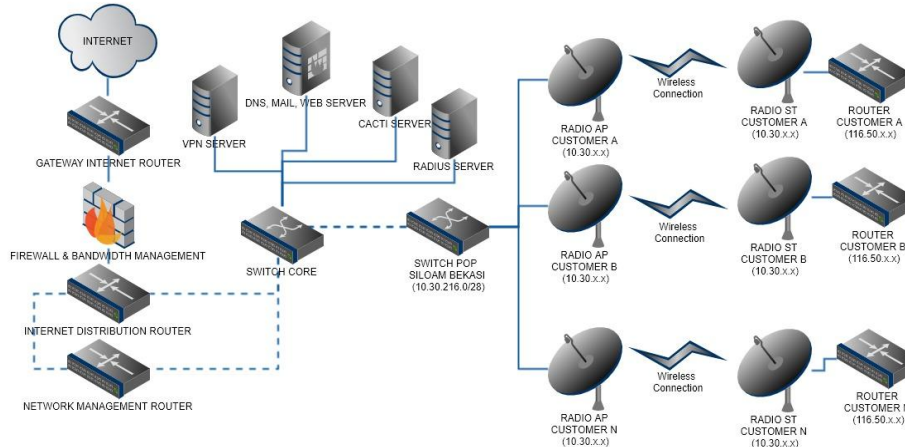 INTERNET
GATEWAY INTERNET ROUTER
FIREWALL & BANDWIDTH MANAGEMENT
INTERNET DISTRIBUTION ROUTER
NETWORK MANAGEMENT ROUTER
VPN SERVER
DNS, MAIL, WEB SERVER
CACTI SERVER
RADIUS SERVER
SWITCH CORE
SWITCH POP
SILOAM BEKASI
(10.30.216.0/28)
RADIO AP
CUSTOMER A
(10.30.x.x)
Wireless
Connection
RADIO ST
CUSTOMER A
(10.30.x.x)
ROUTER
CUSTOMER A
(116.50.x.x)
RADIO AP
CUSTOMER B
(10.30.x.x)
Wireless
Connection
RADIO ST
CUSTOMER B
(10.30.x.x)
ROUTER
CUSTOMER B
(116.50.x.x)
RADIO AP
CUSTOMER N
(10.30.x.x)
Wireless
Connection
RADIO ST
CUSTOMER N
(10.30.x.x)
ROUTER
CUSTOMER N
(116.50.x.x)